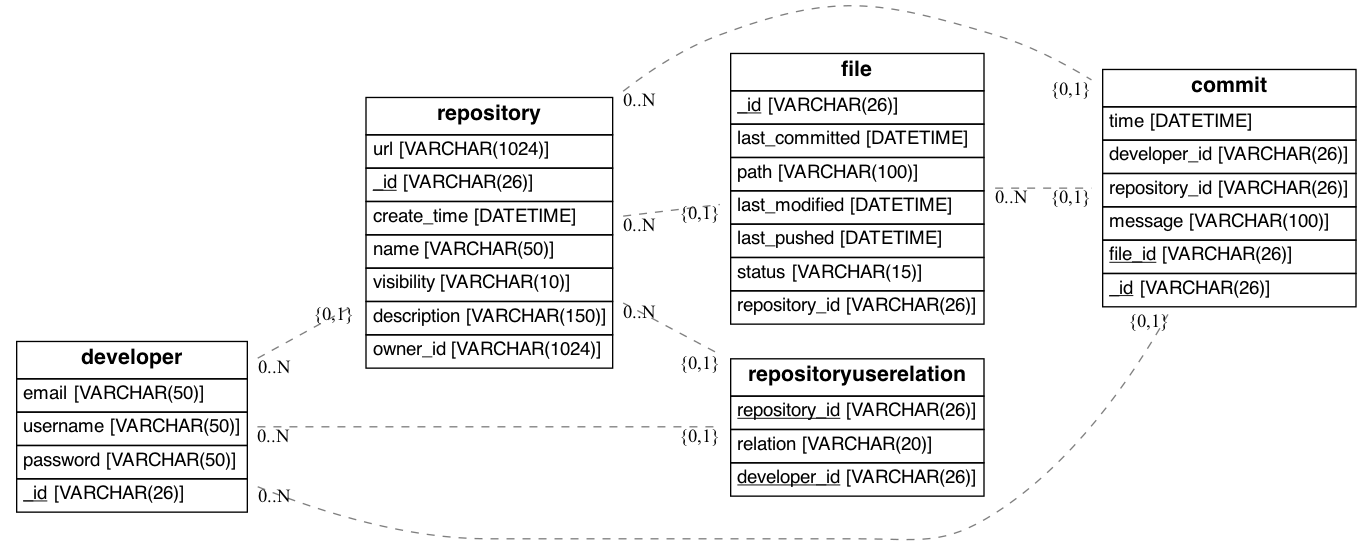 developer
email [VARCHAR(50)]
username [VARCHAR(50)]
password [VARCHAR(50)]
_id [VARCHAR(26)]
0..N
{0,1}
0..N
0..N
repository
url [VARCHAR(1024)]
_id [VARCHAR(26)]
create_time [DATETIME]
name [VARCHAR(50)]
visibility [VARCHAR(10)]
description [VARCHAR(150)]
owner_id [VARCHAR(1024)]
0..N
{0,1}
0..N
{0,1}
0..N
{0,1}
{0,1}
file
_id [VARCHAR(26)]
last_committed [DATETIME]
path [VARCHAR(100)]
last_modified [DATETIME]
last_pushed [DATETIME]
status [VARCHAR(15)]
repository_id [VARCHAR(26)]
0..N
{0,1}
repositoryuserelation
repository_id [VARCHAR(26)]
relation [VARCHAR(20)]
developer_id [VARCHAR(26)]
commit
time [DATETIME]
developer_id [VARCHAR(26)]
repository_id [VARCHAR(26)]
message [VARCHAR(100)]
file_id [VARCHAR(26)]
_id [VARCHAR(26)]
{0,1}